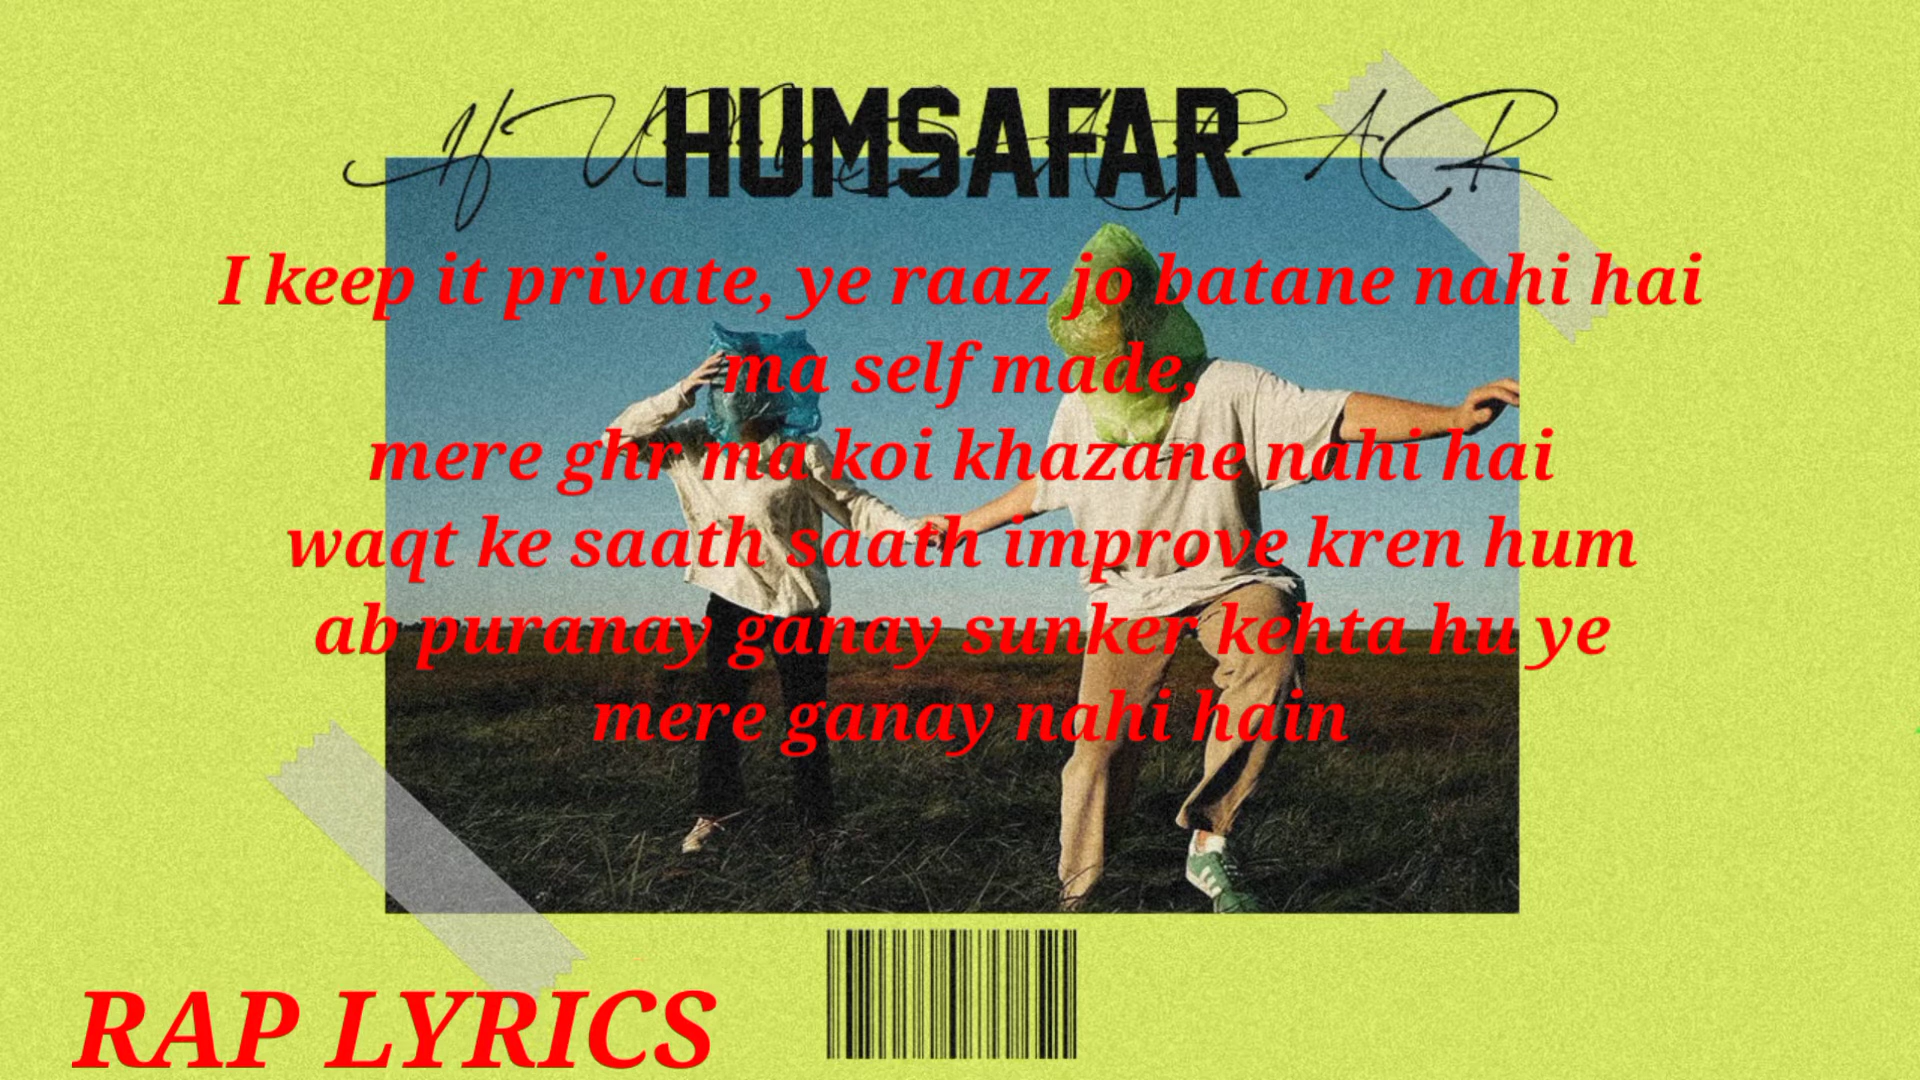 HUMSAFAR
HUMSAFAR
I keep it private, ye raaz jo batane nahi hai
ma self made,
mere ghr ma koi khazane nahi hai
waqt ke saath saath improve kren hum
ab puranay ganay sunker kehta hu ye
mere ganay nahi hain
RAP LYRICS